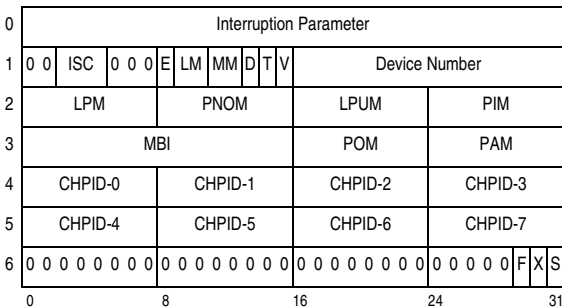 0 Interruption Parameter
1 0 0 ISC 0 0 0 E LM MM D T V Device Number
2 LPM PNOM LPUM PIM
3 MBI POM PAM
4 CHPID-0 CHPID-1 CHPID-2 CHPID-3
5 CHPID-4 CHPID-5 CHPID-6 CHPID-7
6 0 0 0 0 0 0 0 0 0 0 0 0 0 0 0 0 0 0 0 0 0 0 0 0 0 0 0 0 0 F X S
0 8 16 24 31